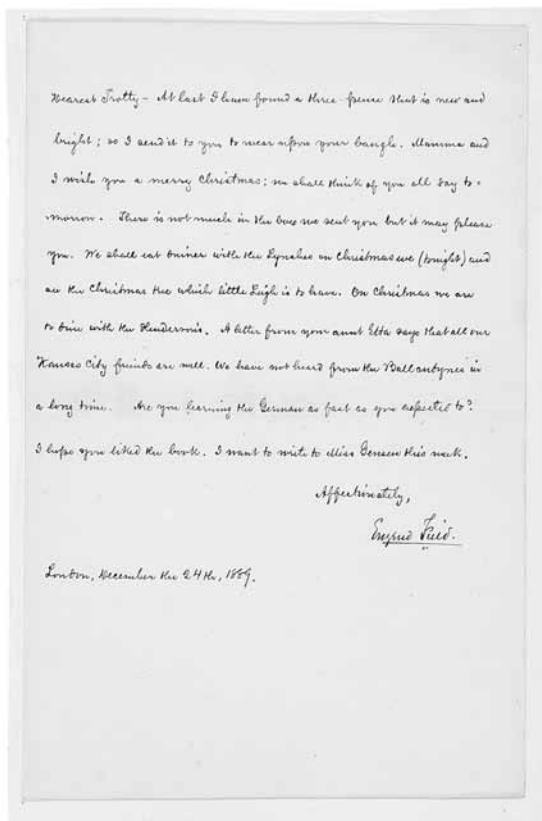 Nearest Trotty – At last I have found a three-pence that is new and
bright; so I send it to you to wear upon your bangle. Mamma and
I wish you a merry Christmas; we shall think of you all day to-
morrow. There is not much in the box we sent you but it may please
you. We shall eat dinner with the Lynches on Christmas eve (tonight) and
see the Christmas tree which little Leigh is to have. On Christmas we are
to dine with the Hendersons. A letter from your aunt Etta says that all our
Kansas City friends are well. We have not heard from the Ballantynes in
a long time. Are you learning the German as fast as you expected to?
I hope you liked the book. I want to write to Miss Jensen this week.
Affectionately,
Eugene Field.
London, December the 24th, 1889.